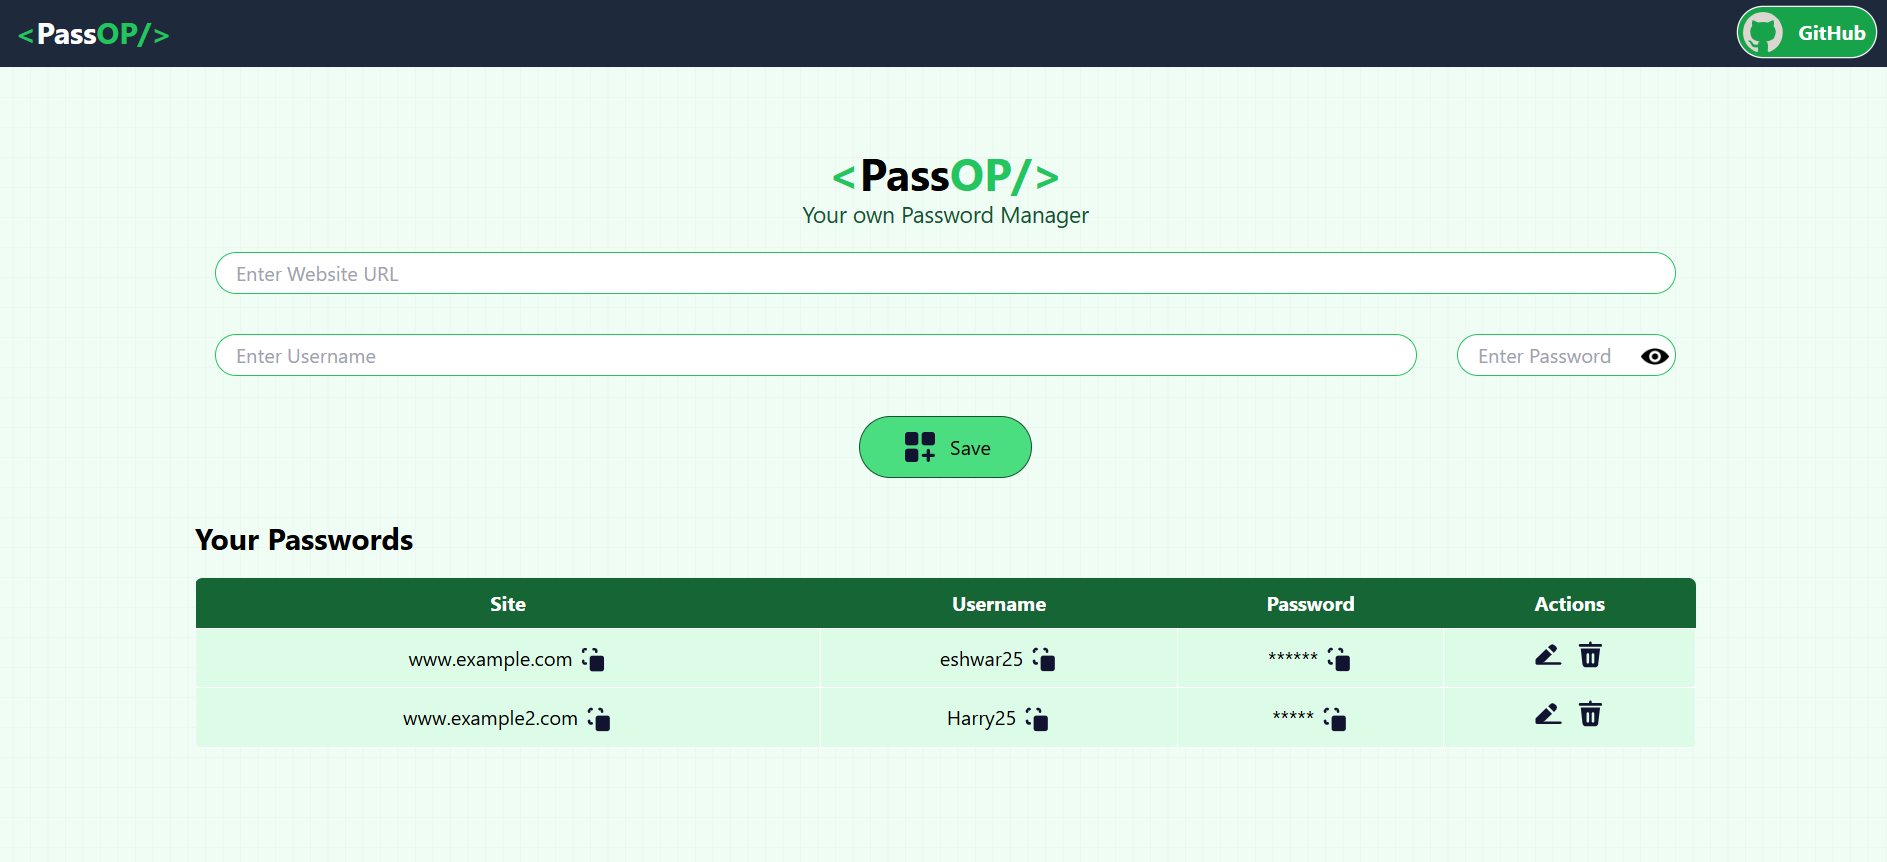 <PassOP/>
GitHub
<PassOP/>
Your own Password Manager
Enter Website URL
Enter Username
Enter Password
Save
Your Passwords
Site Username Password Actions
www.example.com eshwar25 ******
www.example2.com Harry25 *****